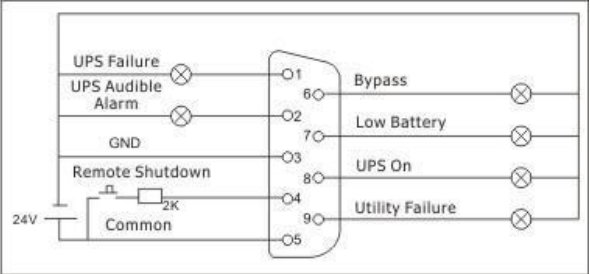 UPS Failure
1
6
Bypass
UPS Audible
Alarm
2
7
Low Battery
GND
3
8
UPS On
Remote Shutdown
2K
4
9
Utility Failure
24V
Common
5